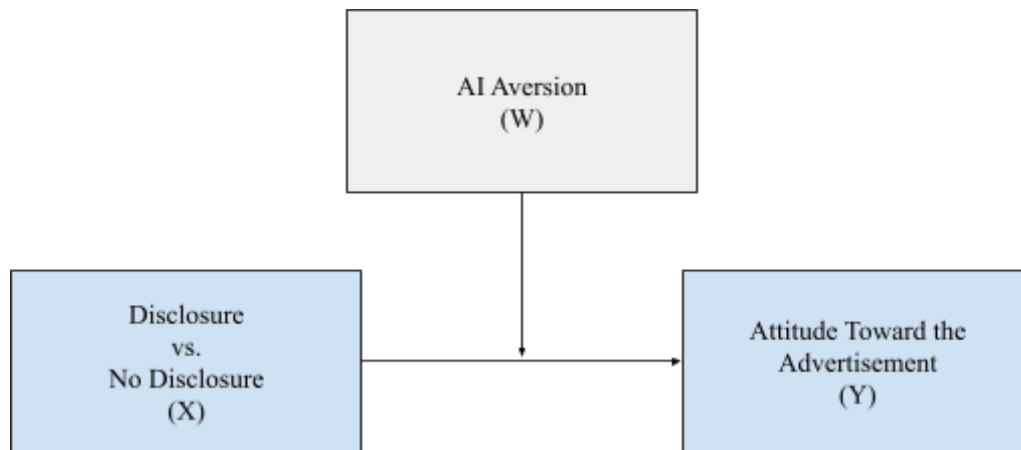 AI Aversion
(W)
Disclosure
vs.
No Disclosure
(X)
Attitude Toward the
Advertisement
(Y)